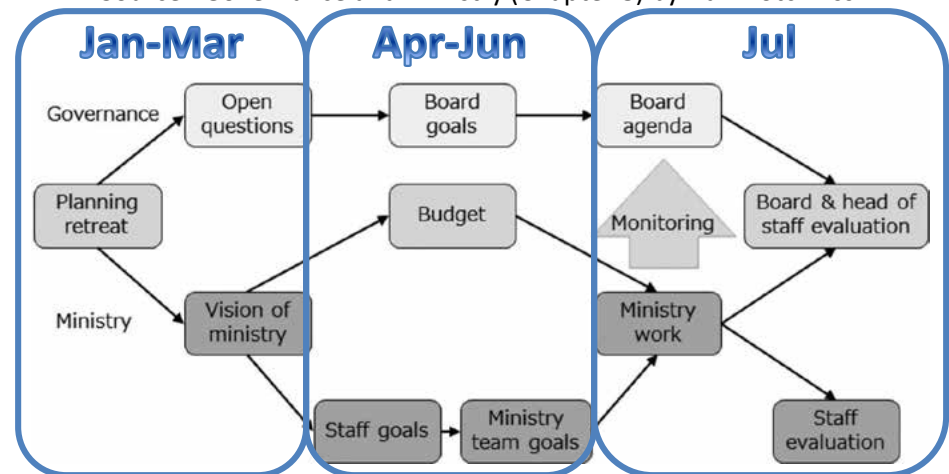 Jan-Mar
Apr-Jun
Jul
Governance
Open
questions
Board
goals
Board
agenda
Planning
retreat
Budget
Monitoring
Board & head of
staff evaluation
Ministry
Vision of
ministry
Ministry
work
Staff goals
Ministry
team goals
Staff
evaluation